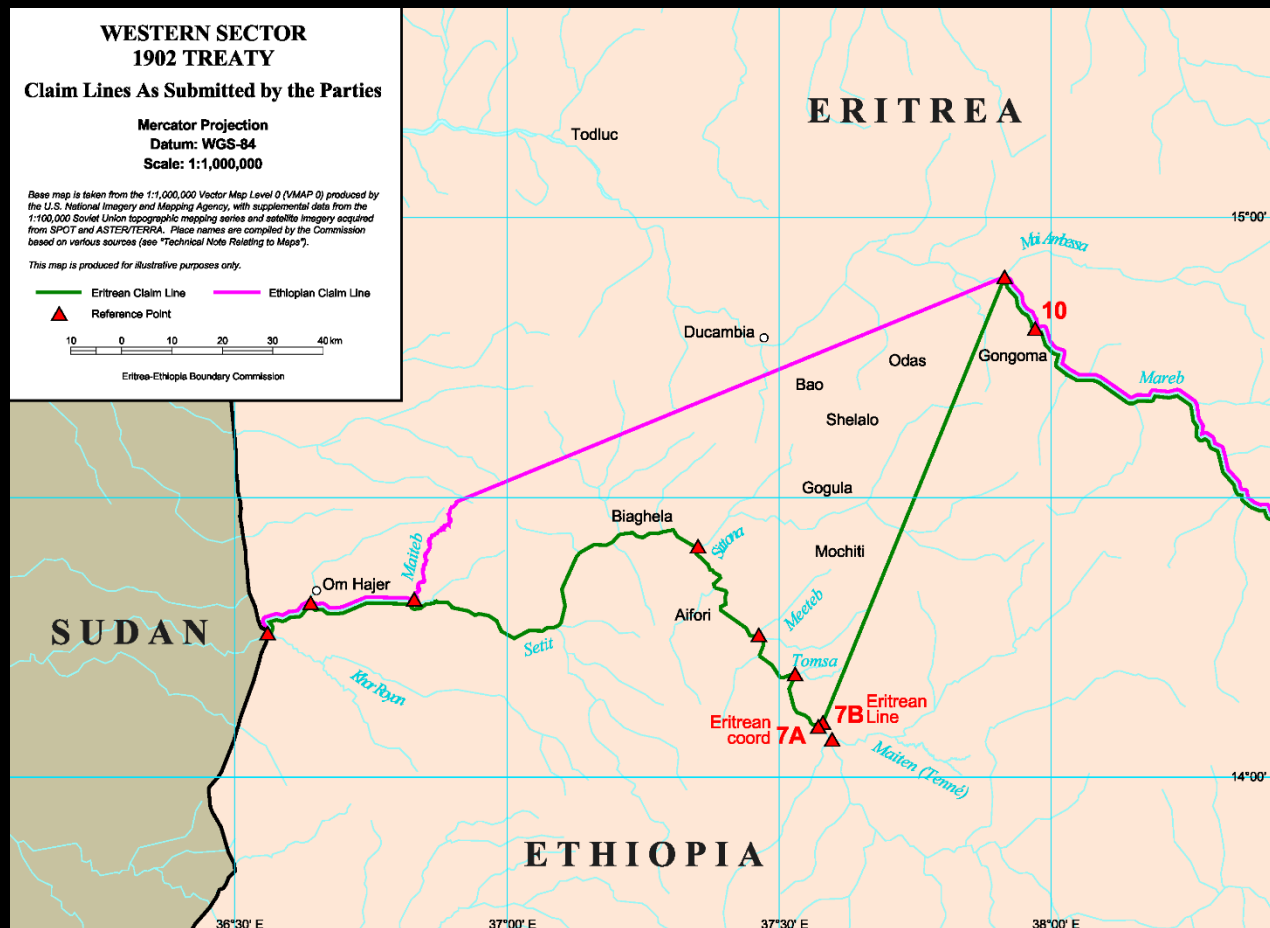 WESTERN SECTOR
1902 TREATY
Claim Lines As Submitted by the Parties
Mercator Projection
Datum: WGS-84
Scale: 1:1,000,000
Base map is taken from the 1:1,000,000 Vector Map Level 0 (VMAP 0) produced by
the U.S. National Imagery and Mapping Agency, with supplemental data from the
1:100,000 Soviet Union topographic mapping series and satellite imagery acquired
from SPOT and ASTER/TERRA. Place names are compiled by the Commission
based on various sources (see "Technical Note Relating to Maps").
This map is produced for illustrative purposes only.
Eritrean Claim Line
Ethiopian Claim Line
Reference Point
10 0 10 20 30 40 km
Eritrea-Ethiopia Boundary Commission
ERITREA
Todluc
15°00'
Mai Ambessa
10
Ducambia
Odas
Gongoma
Bao
Mareb
Shelalo
Gogula
Biaghela
Sittona
Mochiti
Maiteb
Om Hajer
Aifori
Meeteb
SUDAN
Setit
Tomsa
Khor Royan
Eritrean
coord
7A
7B
Eritrean
Line
Maiten (Tenné)
14°00'
ETHIOPIA
36°30' E
37°00' E
37°30' E
38°00' E